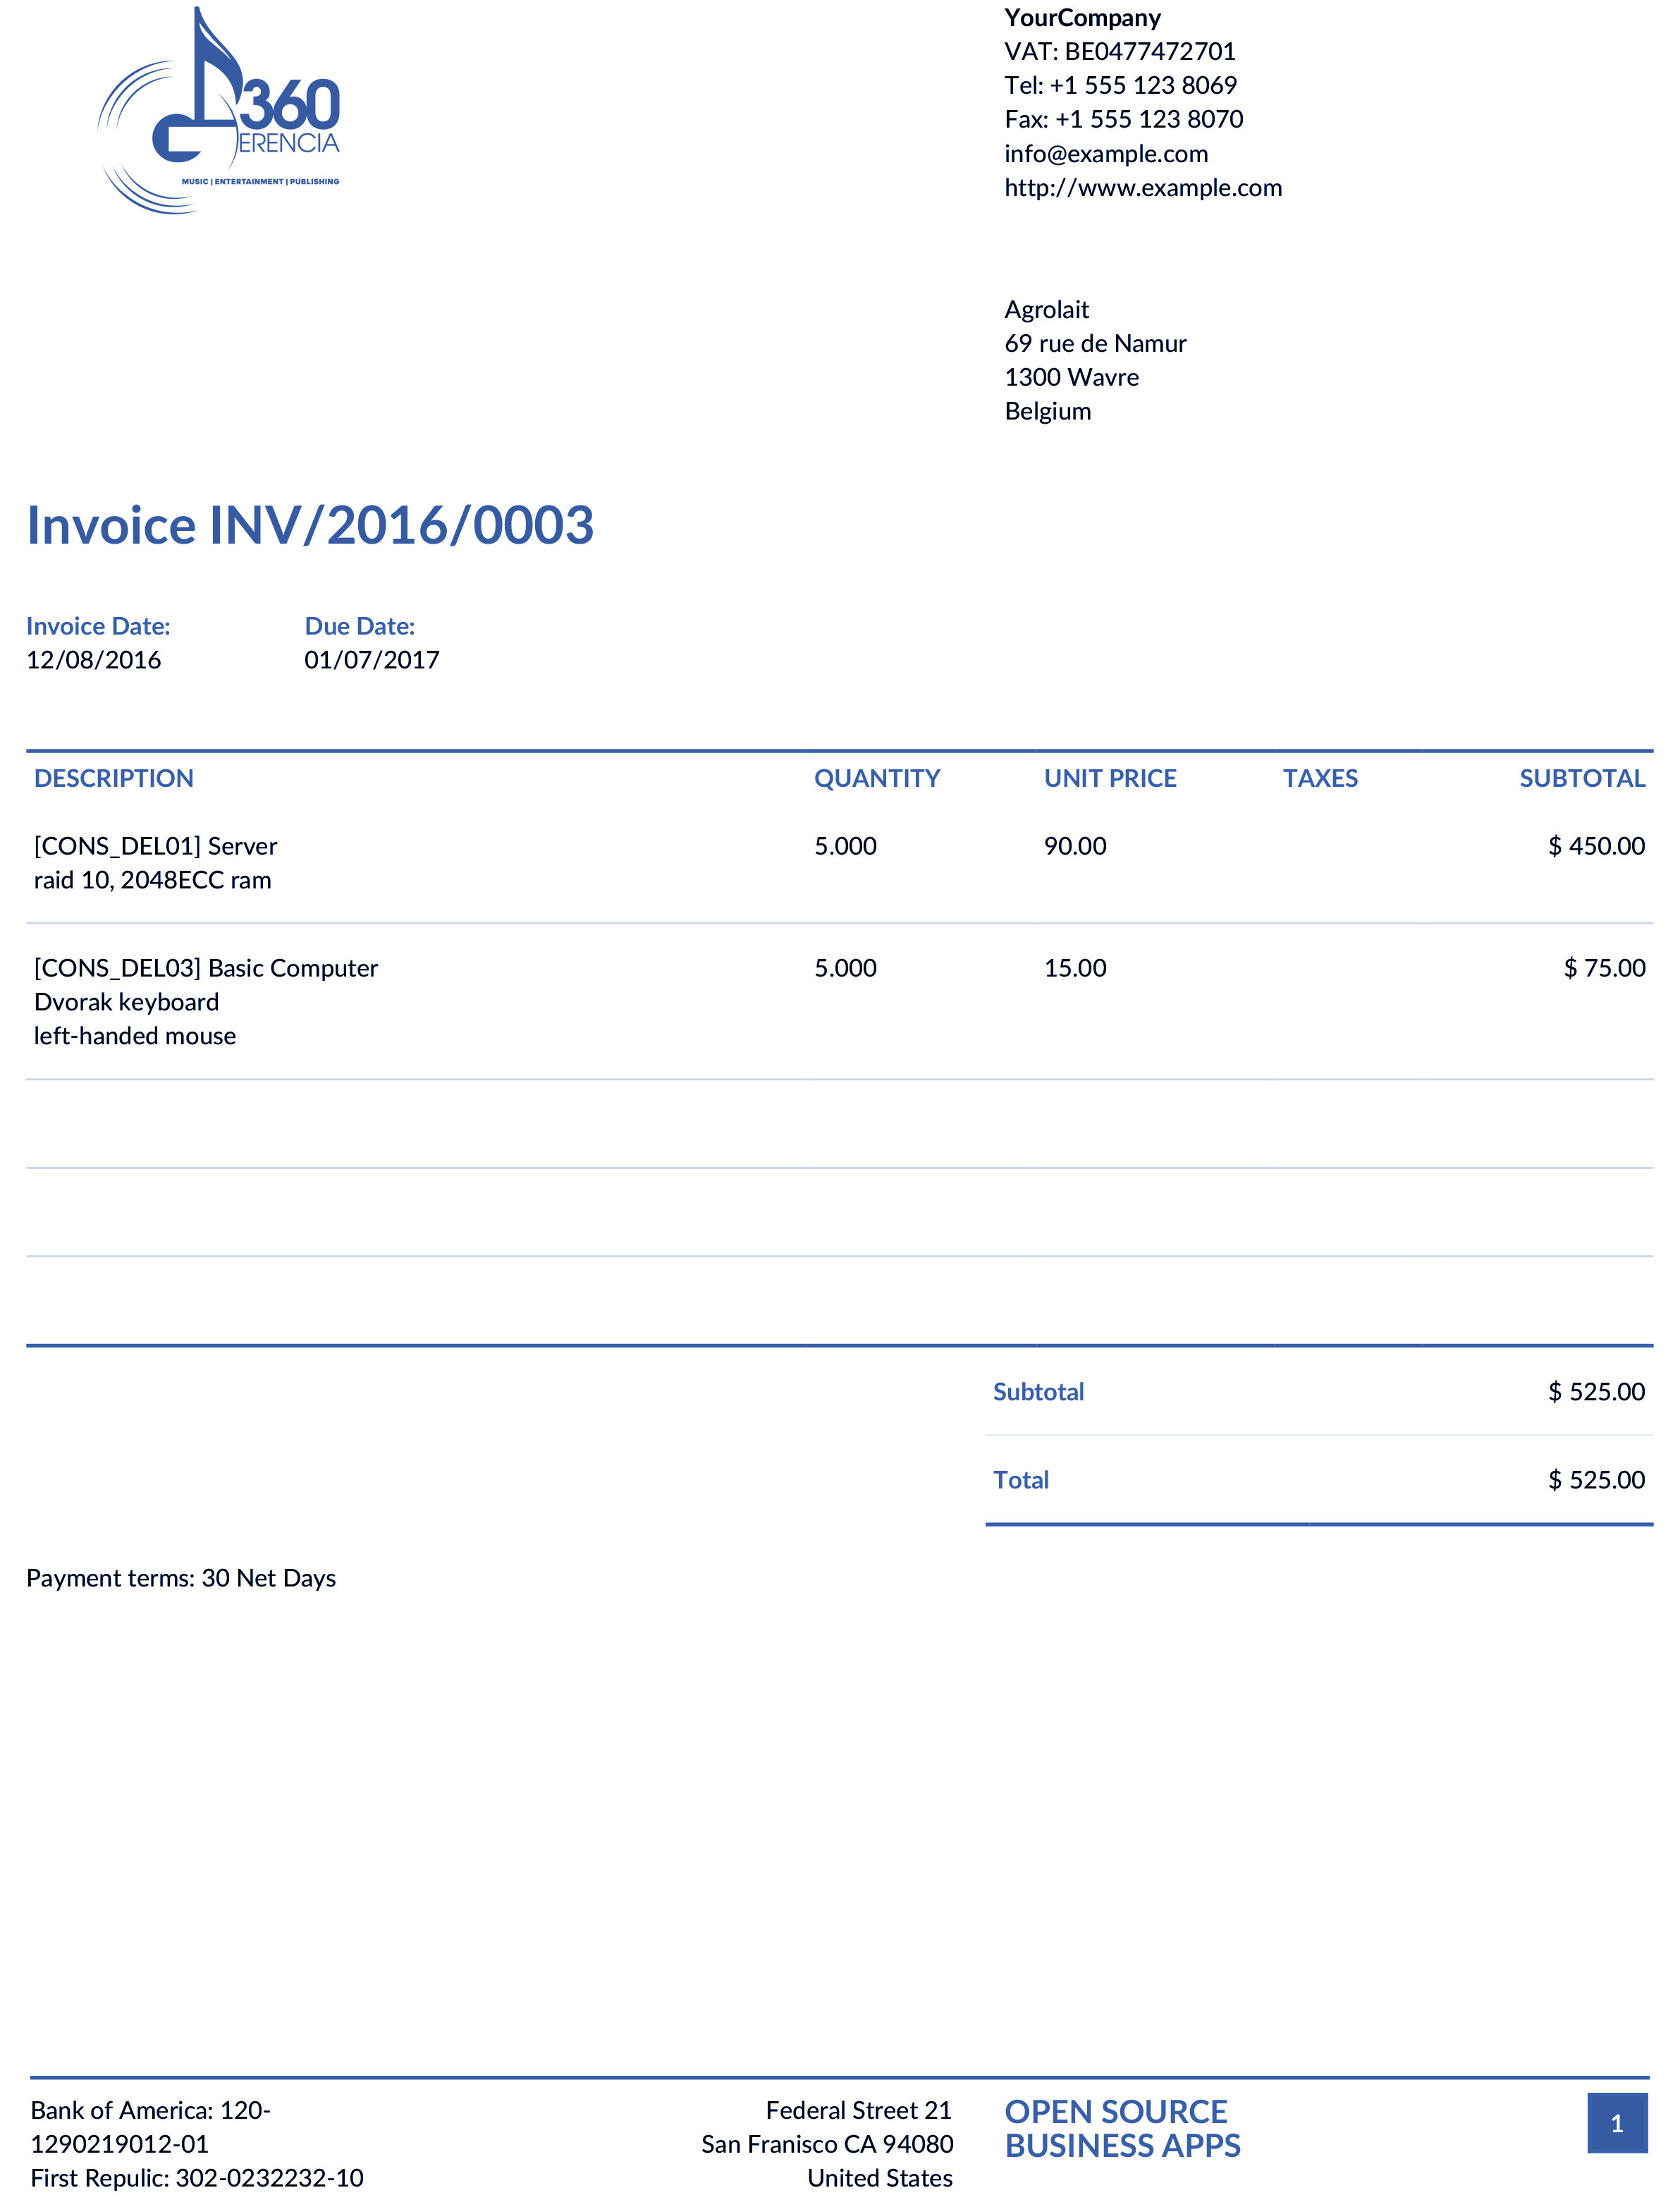 360
ERENCIA
MUSIC | ENTERTAINMENT | PUBLISHING
YourCompany
VAT: BE0477472701
Tel: +1 555 123 8069
Fax: +1 555 123 8070
info@example.com
http://www.example.com
Agrolait
69 rue de Namur
1300 Wavre
Belgium
Invoice INV/2016/0003
Invoice Date: Due Date:
12/08/2016 01/07/2017
DESCRIPTION QUANTITY UNIT PRICE TAXES SUBTOTAL
[CONS_DEL01] Server 5.000 90.00 $ 450.00
raid 10, 2048ECC ram
[CONS_DEL03] Basic Computer 5.000 15.00 $ 75.00
Dvorak keyboard
left-handed mouse
Subtotal $ 525.00
Total $ 525.00
Payment terms: 30 Net Days
Bank of America: 120-
1290219012-01
First Repulic: 302-0232232-10
Federal Street 21
San Franisco CA 94080
United States
OPEN SOURCE
BUSINESS APPS
1